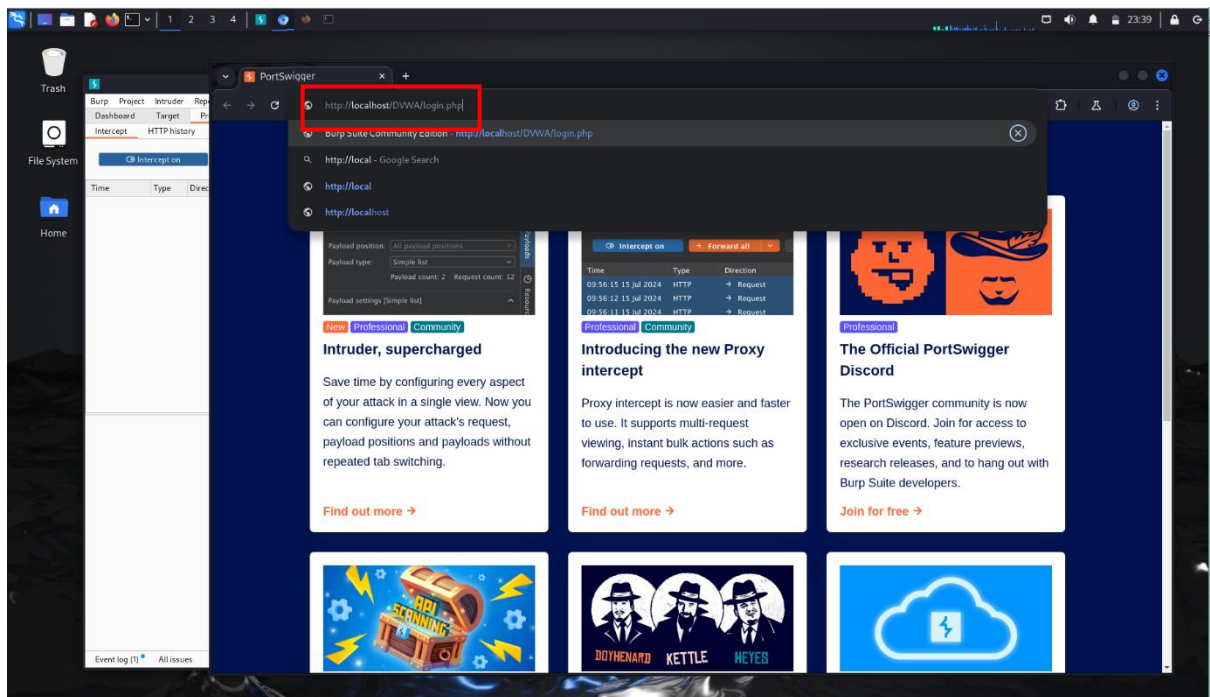 1 2 3 4
23:39
Trash
File System
Home
Burp Project Intruder Rep
Dashboard Target Pr
Intercept HTTP history
Intercept on
Time Type Direc
Event log (1) All issues
PortSwigger
http://localhost/DVWA/login.php
Burp Suite Community Edition - http://localhost/DVWA/login.php
http://local - Google Search
http://local
http://localhost
Payload position: All payload positions
Payload type: Simple list
Payload count: 2 Request count: 12
Payload settings [Simple list]
Payloads
Resourc
New Professional Community
Intruder, supercharged
Save time by configuring every aspect
of your attack in a single view. Now you
can configure your attack's request,
payload positions and payloads without
repeated tab switching.
Find out more →
Intercept on → Forward all
Time Type Direction
09:56:15 15 Jul 2024 HTTP → Request
09:56:12 15 Jul 2024 HTTP → Request
09:56:11 15 Jul 2024 HTTP → Request
Professional Community
Introducing the new Proxy
intercept
Proxy intercept is now easier and faster
to use. It supports multi-request
viewing, instant bulk actions such as
forwarding requests, and more.
Find out more →
Professional
The Official PortSwigger
Discord
The PortSwigger community is now
open on Discord. Join for access to
exclusive events, feature previews,
research releases, and to hang out with
Burp Suite developers.
Join for free →
API
SCANNING
DOYHENARD KETTLE HEYES